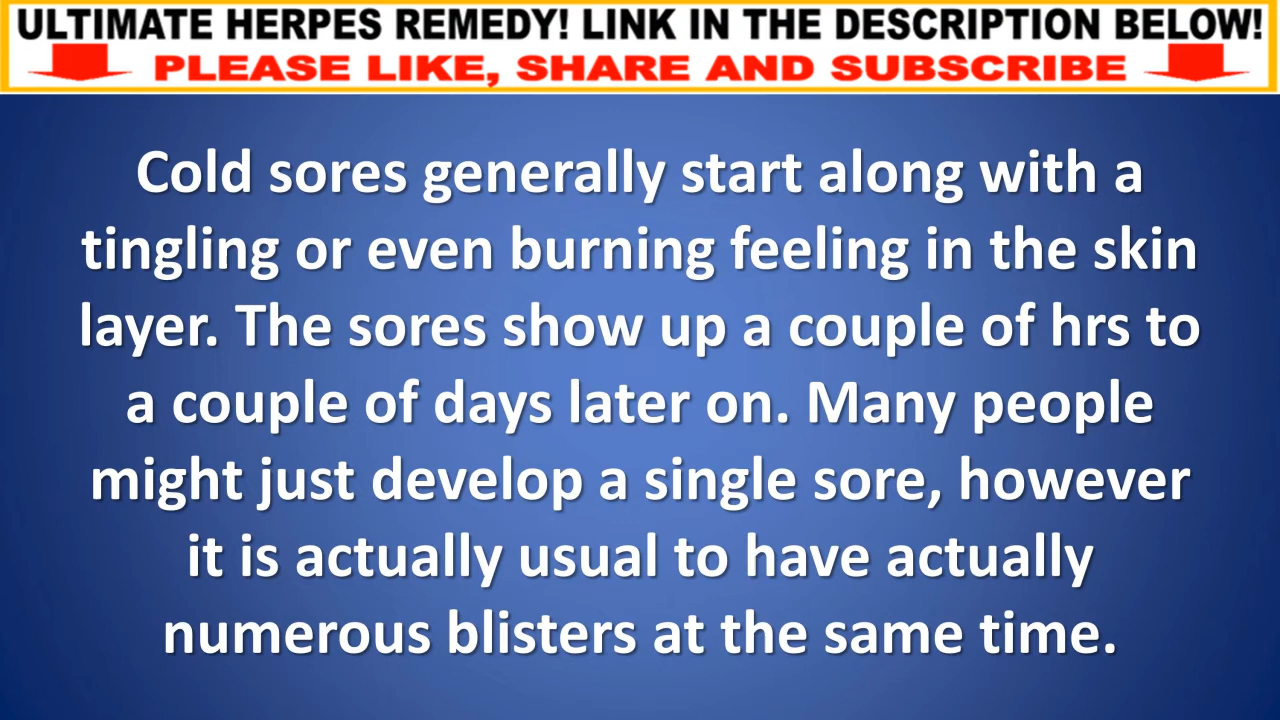 ULTIMATE HERPES REMEDY! LINK IN THE DESCRIPTION BELOW!
PLEASE LIKE, SHARE AND SUBSCRIBE
Cold sores generally start along with a
tingling or even burning feeling in the skin
layer. The sores show up a couple of hrs to
a couple of days later on. Many people
might just develop a single sore, however
it is actually usual to have actually
numerous blisters at the same time.